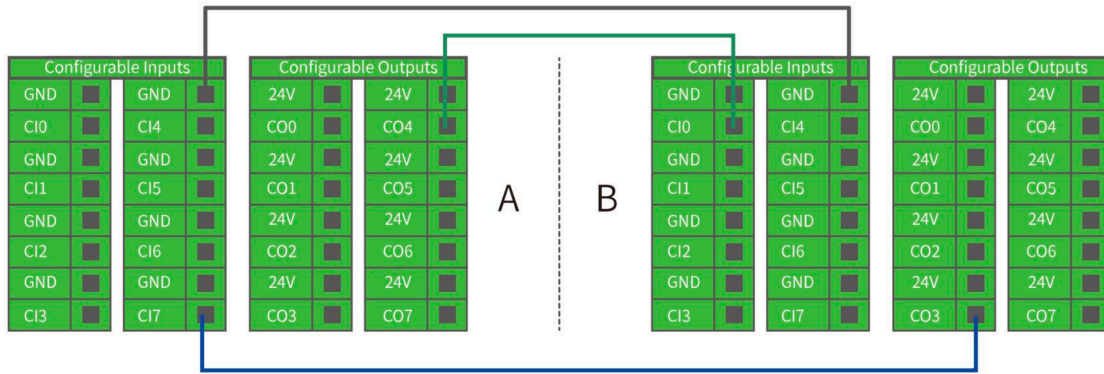 Configurable Inputs Configurable Outputs Configurable Inputs Configurable Outputs
GND GND 24V 24V GND GND 24V 24V
CI0 CI4 CO0 CO4 CI0 CI4 CO0 CO4
GND GND 24V 24V GND GND 24V 24V
CI1 CI5 CO1 CO5 A B CI1 CI5 CO1 CO5
GND GND 24V 24V GND GND 24V 24V
CI2 CI6 CO2 CO6 CI2 CI6 CO2 CO6
GND GND 24V 24V GND GND 24V 24V
CI3 CI7 CO3 CO7 CI3 CI7 CO3 CO7